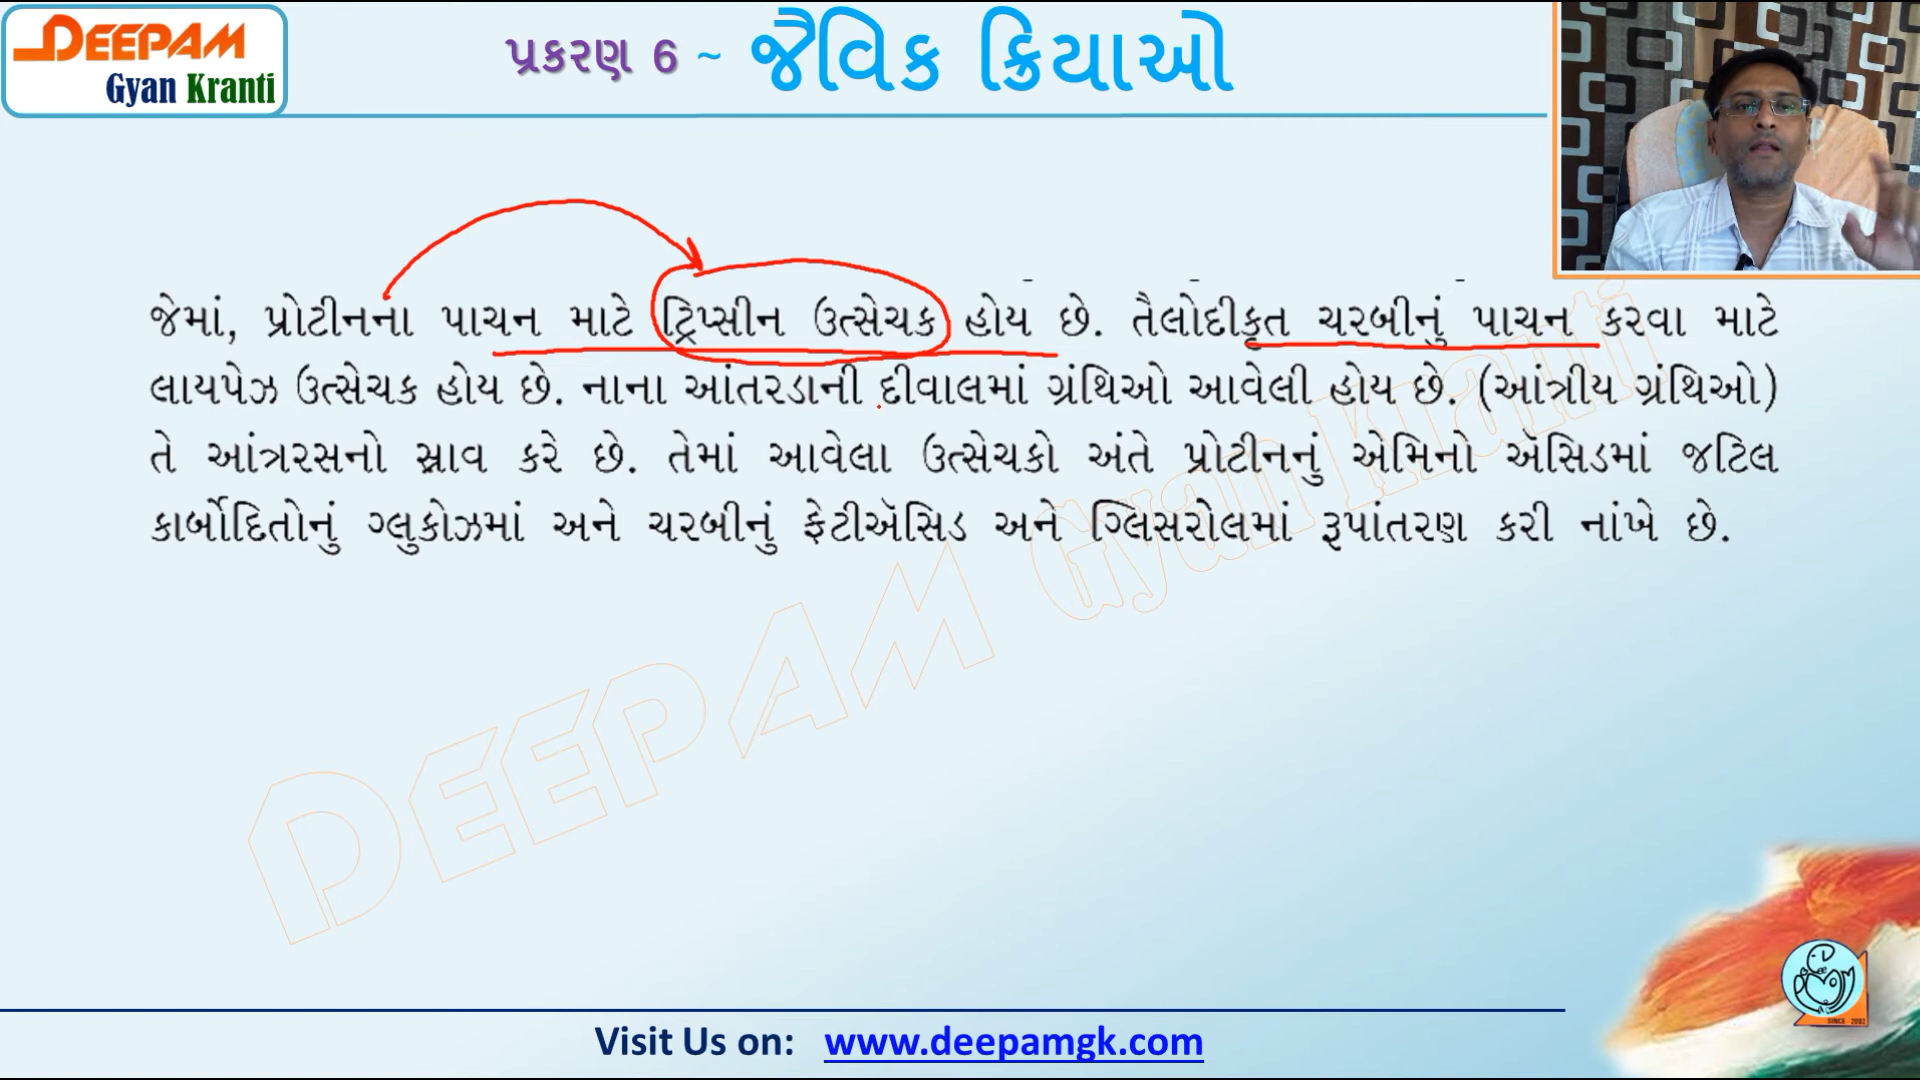 DEEPAM
Gyan Kranti
પ્રકરણ 6 ~ જૈવિક ક્રિયાઓ
જેમાં, પ્રોટીનના પાચન માટે ટ્રિપ્સીન ઉત્સેચક હોય છે. તૈલોદીકૃત ચરબીનું પાચન કરવા માટે
લાયપેઝ ઉત્સેચક હોય છે. નાના આંતરડાની દીવાલમાં ગ્રંથિઓ આવેલી હોય છે. (આંત્રીય ગ્રંથિઓ)
તે આંત્રરસનો સ્રાવ કરે છે. તેમાં આવેલા ઉત્સેચકો અંતે પ્રોટીનનું એમિનો ઍસિડમાં જટિલ
કાર્બોદિતોનું ગ્લુકોઝમાં અને ચરબીનું ફેટીઍસિડ અને ગ્લિસરોલમાં રૂપાંતરણ કરી નાંખે છે.
DEEPAM Gyan Kranti
SINCE 2002
Visit Us on: www.deepamgk.com